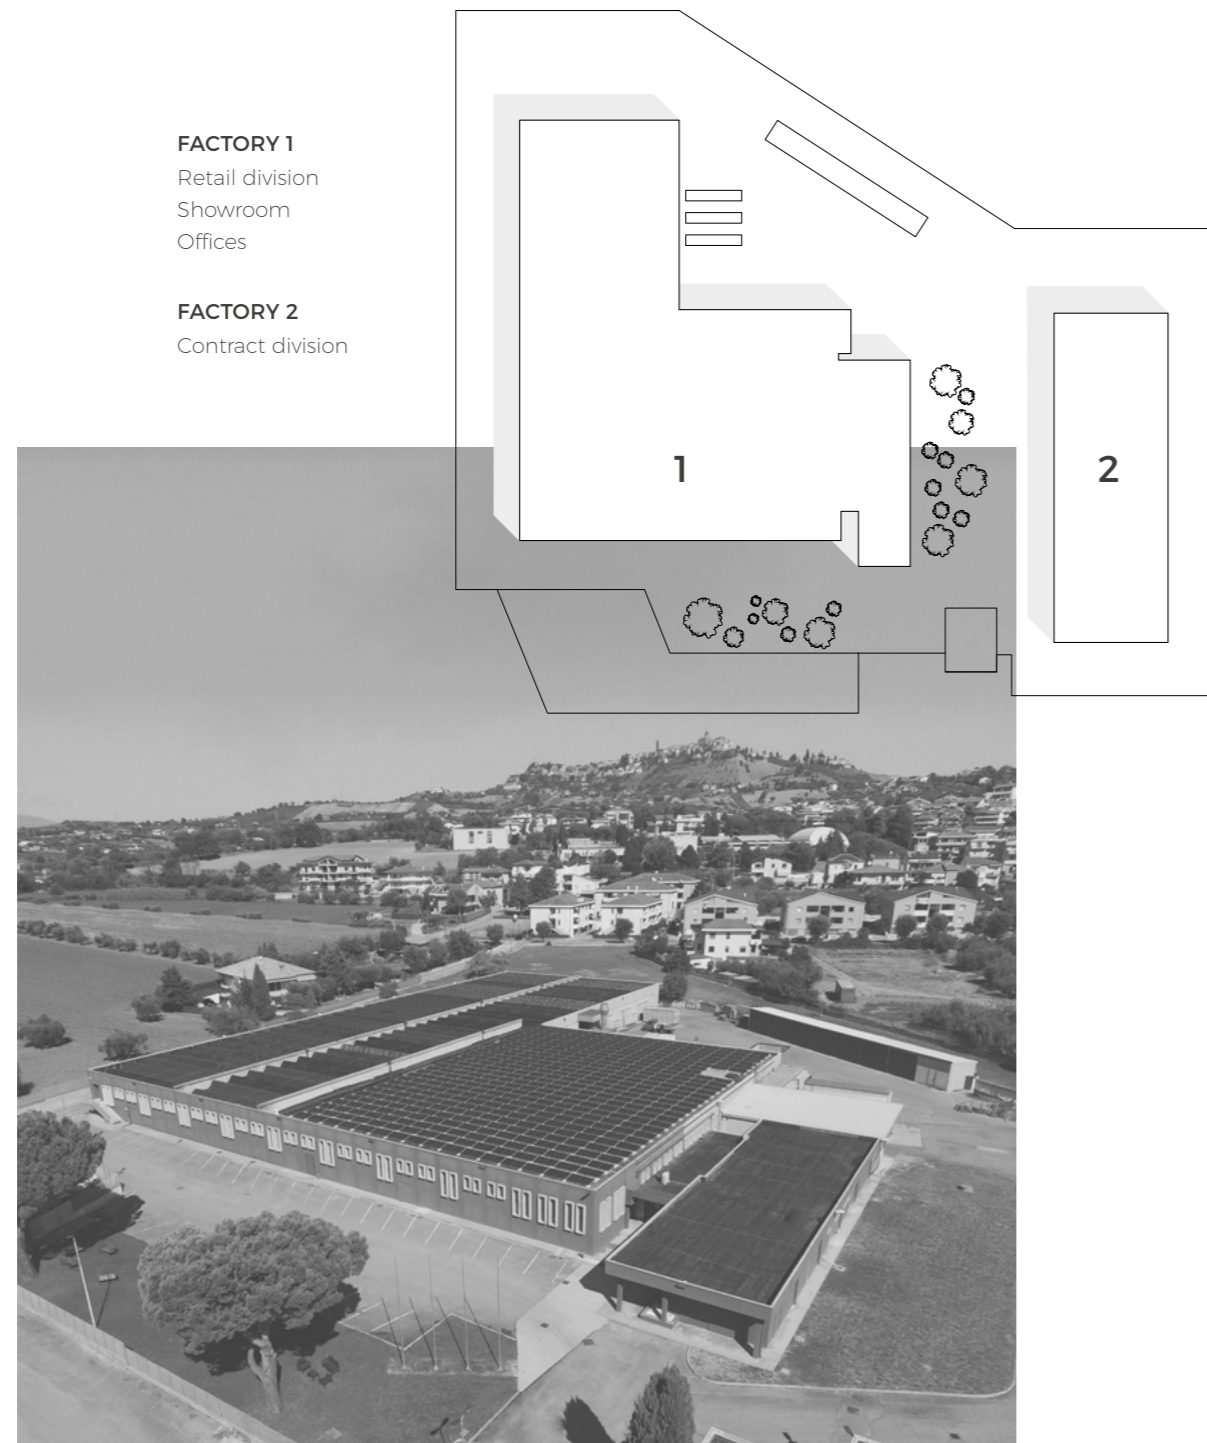 FACTORY 1
Retail division
Showroom
Offices
FACTORY 2
Contract division
1
2